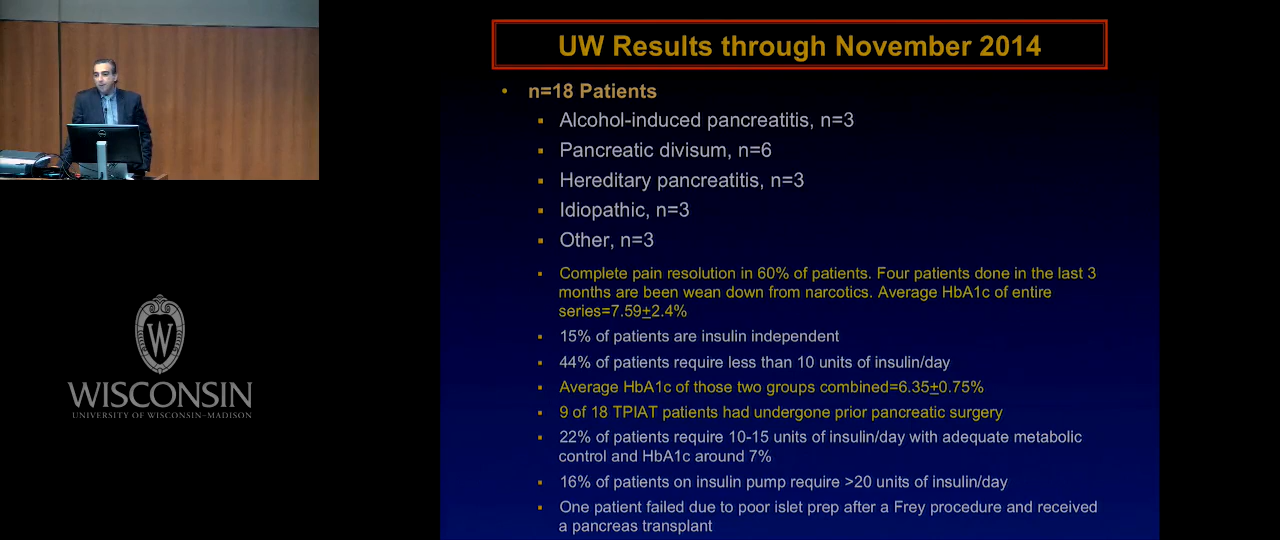 UW Results through November 2014
• n=18 Patients
▪ Alcohol-induced pancreatitis, n=3
▪ Pancreatic divisum, n=6
▪ Hereditary pancreatitis, n=3
▪ Idiopathic, n=3
▪ Other, n=3
▪ Complete pain resolution in 60% of patients. Four patients done in the last 3
months are been wean down from narcotics. Average HbA1c of entire
series=7.59±2.4%
▪ 15% of patients are insulin independent
▪ 44% of patients require less than 10 units of insulin/day
▪ Average HbA1c of those two groups combined=6.35±0.75%
▪ 9 of 18 TPIAT patients had undergone prior pancreatic surgery
▪ 22% of patients require 10-15 units of insulin/day with adequate metabolic
control and HbA1c around 7%
▪ 16% of patients on insulin pump require >20 units of insulin/day
▪ One patient failed due to poor islet prep after a Frey procedure and received
a pancreas transplant
W
WISCONSIN
UNIVERSITY OF WISCONSIN–MADISON